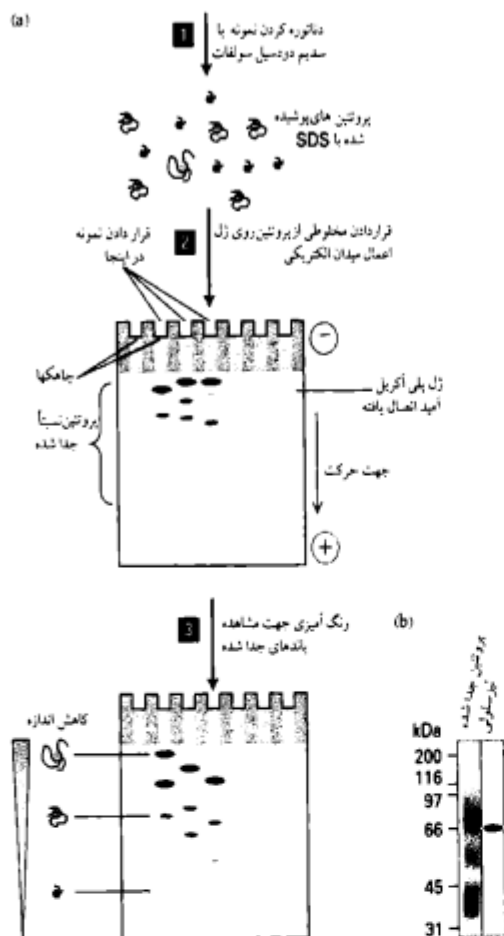 (a)
1
دناتوره کردن نمونه با
سدیم دودسیل سولفات
پروتئین های پوشیده
شده با SDS
2
قراردادن مخلوطی از پروتئین روی ژل
اعمال میدان الکتریکی
قرار دادن نمونه
در اینجا
−
چاهکها
ژل پلی آکریل
آمید اتصال یافته
پروتئین نسبتاً
جدا شده
جهت حرکت
+
3
رنگ آمیزی جهت مشاهده
باندهای جدا شده
کاهش اندازه
(b)
پروتئین جدا شده
kDa
200
116
97
66
45
31